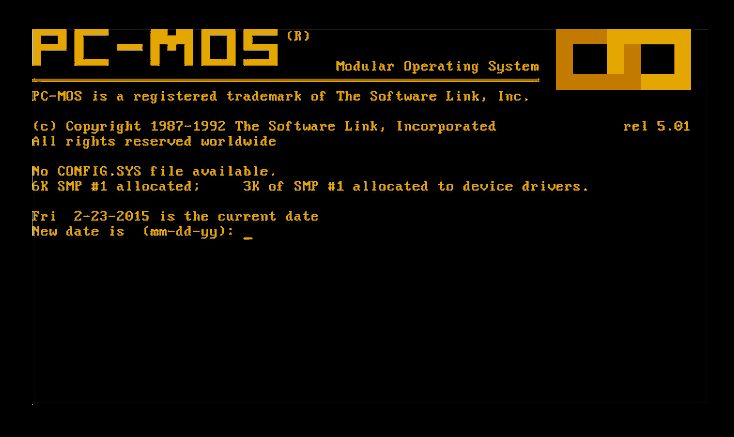 PC-MOS (R)
Modular Operating System
PC-MOS is a registered trademark of The Software Link, Inc.
(c) Copyright 1987-1992 The Software Link, Incorporated rel 5.01
All rights reserved worldwide
No CONFIG.SYS file available.
6K SMP #1 allocated; 3K of SMP #1 allocated to device drivers.
Fri 2-23-2015 is the current date
New date is (mm-dd-yy): _